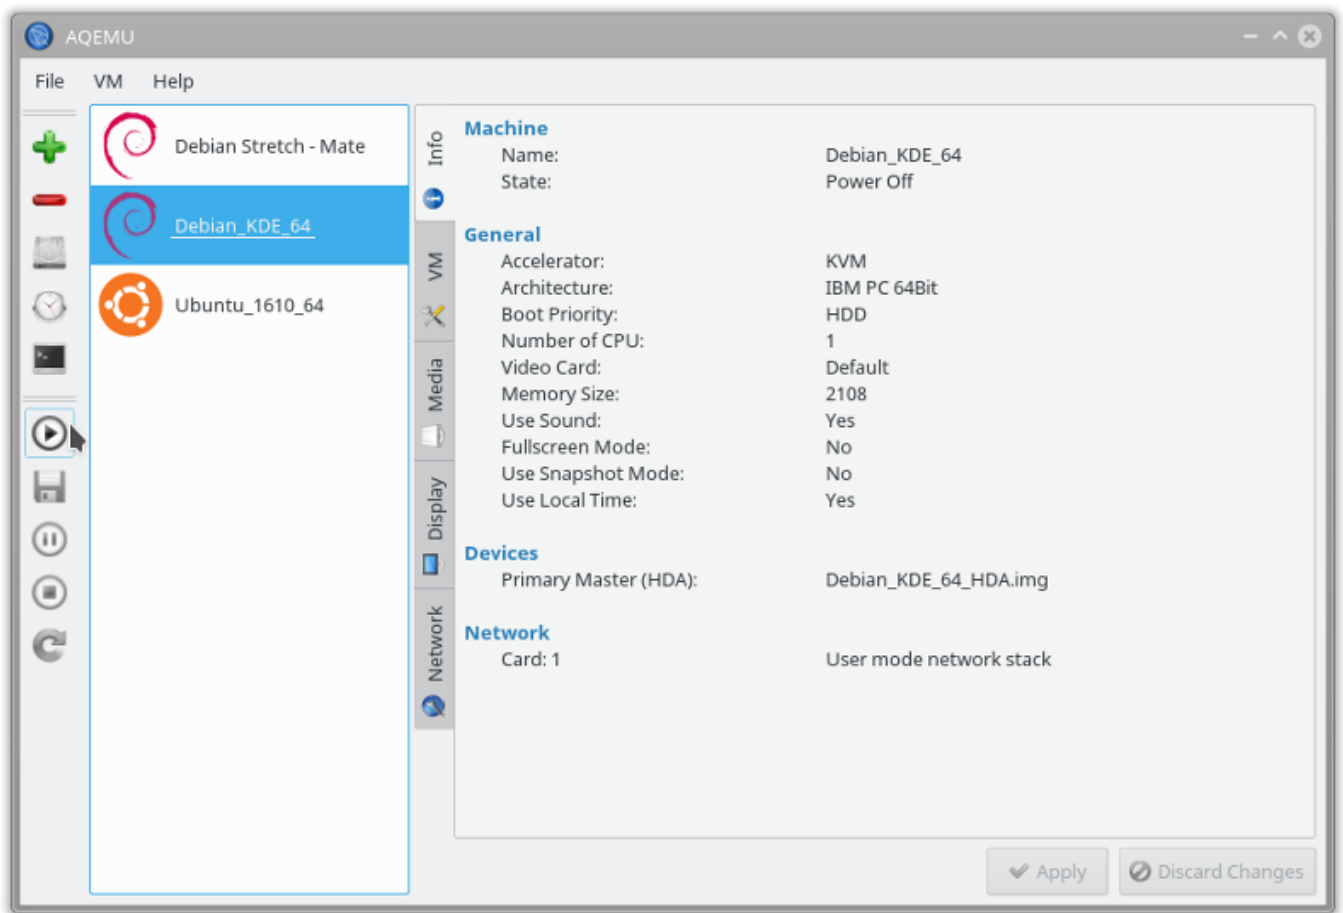 AQEMU
File VM Help
Debian Stretch - Mate
Debian_KDE_64
Ubuntu_1610_64
Info
VM
Media
Display
Network
Machine
Name: Debian_KDE_64
State: Power Off
General
Accelerator: KVM
Architecture: IBM PC 64Bit
Boot Priority: HDD
Number of CPU: 1
Video Card: Default
Memory Size: 2108
Use Sound: Yes
Fullscreen Mode: No
Use Snapshot Mode: No
Use Local Time: Yes
Devices
Primary Master (HDA): Debian_KDE_64_HDA.img
Network
Card: 1 User mode network stack
Apply Discard Changes